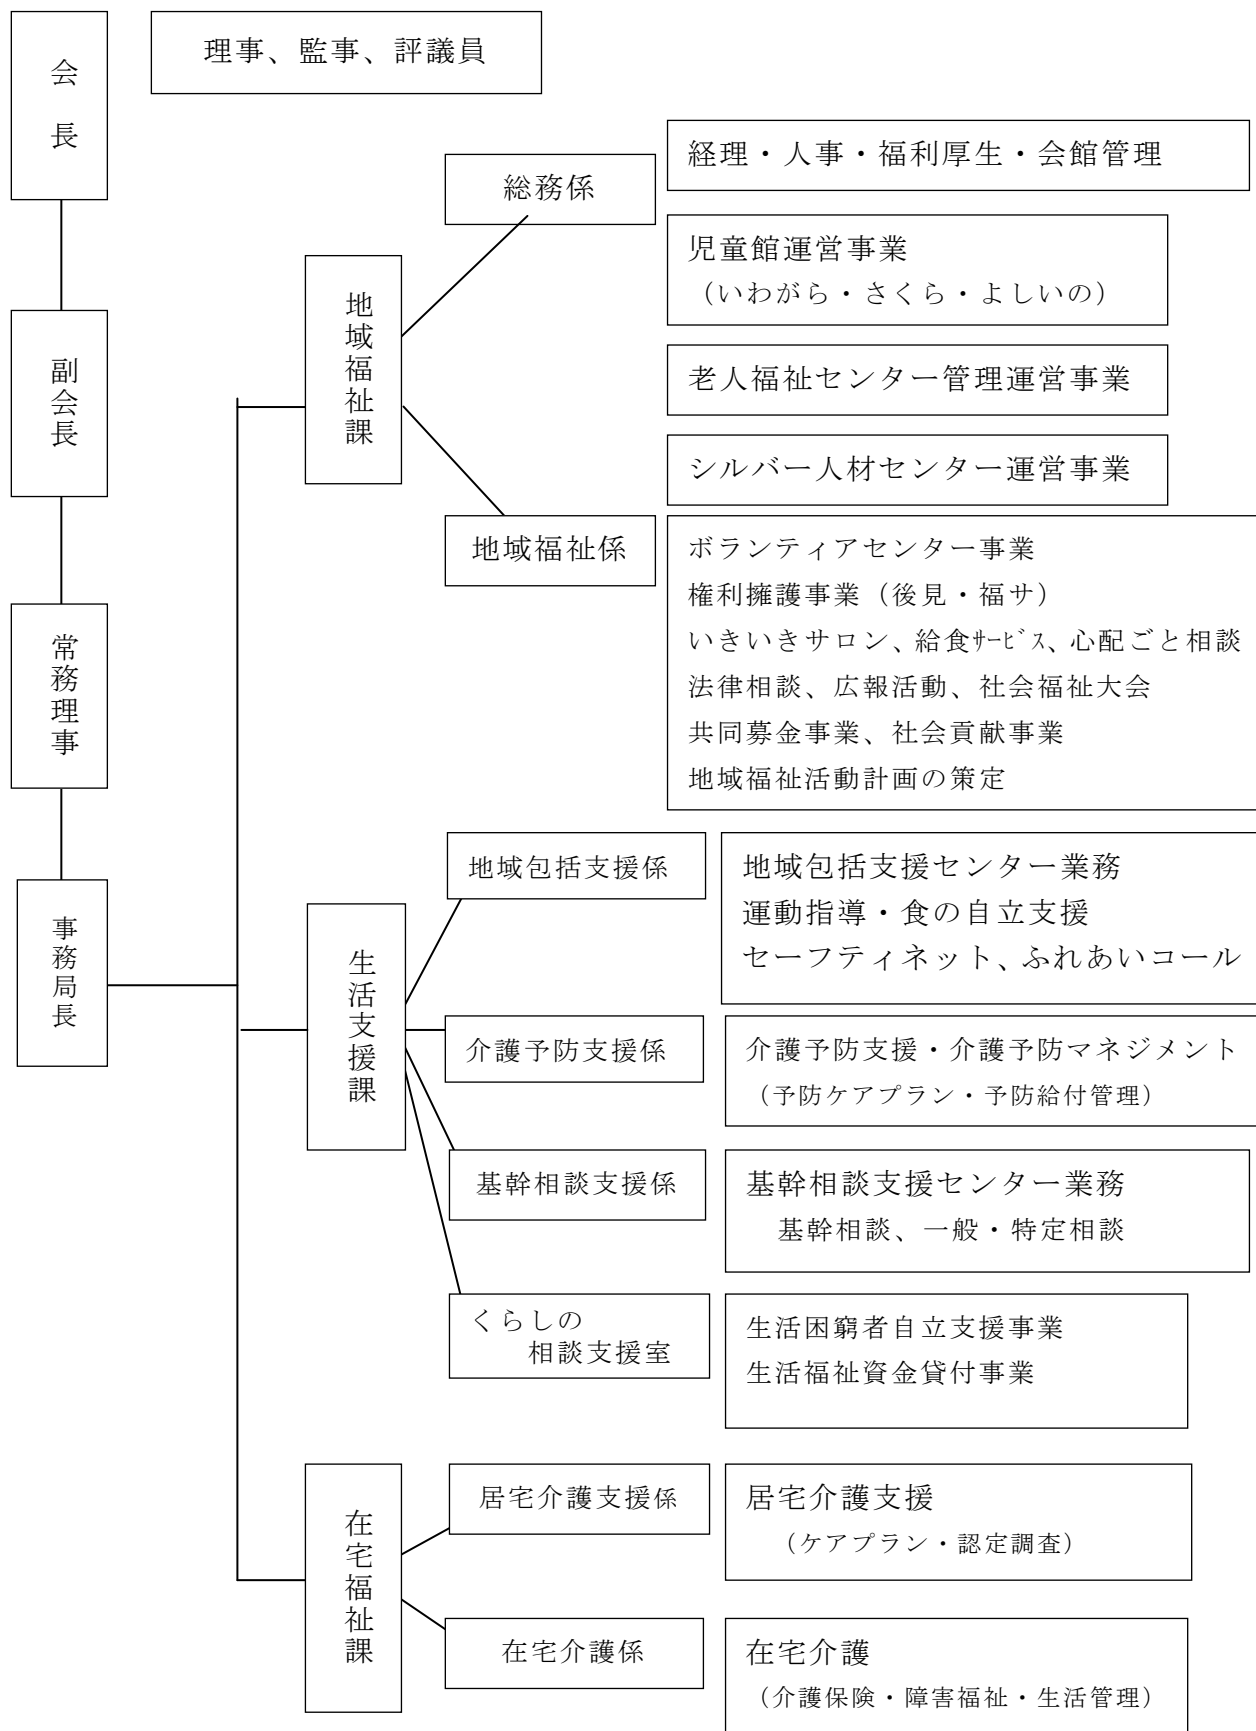 会長
理事、監事、評議員
副会長
常務理事
事務局長
地域福祉課
総務係
経理・人事・福利厚生・会館管理
児童館運営事業
（いわがら・さくら・よしいの）
老人福祉センター管理運営事業
シルバー人材センター運営事業
地域福祉係
ボランティアセンター事業
権利擁護事業（後見・福サ）
いきいきサロン、給食ｻｰﾋﾞｽ、心配ごと相談
法律相談、広報活動、社会福祉大会
共同募金事業、社会貢献事業
地域福祉活動計画の策定
生活支援課
地域包括支援係
地域包括支援センター業務
運動指導・食の自立支援
セーフティネット、ふれあいコール
介護予防支援係
介護予防支援・介護予防マネジメント
（予防ケアプラン・予防給付管理）
基幹相談支援係
基幹相談支援センター業務
基幹相談、一般・特定相談
くらしの
相談支援室
生活困窮者自立支援事業
生活福祉資金貸付事業
在宅福祉課
居宅介護支援係
居宅介護支援
（ケアプラン・認定調査）
在宅介護係
在宅介護
（介護保険・障害福祉・生活管理）